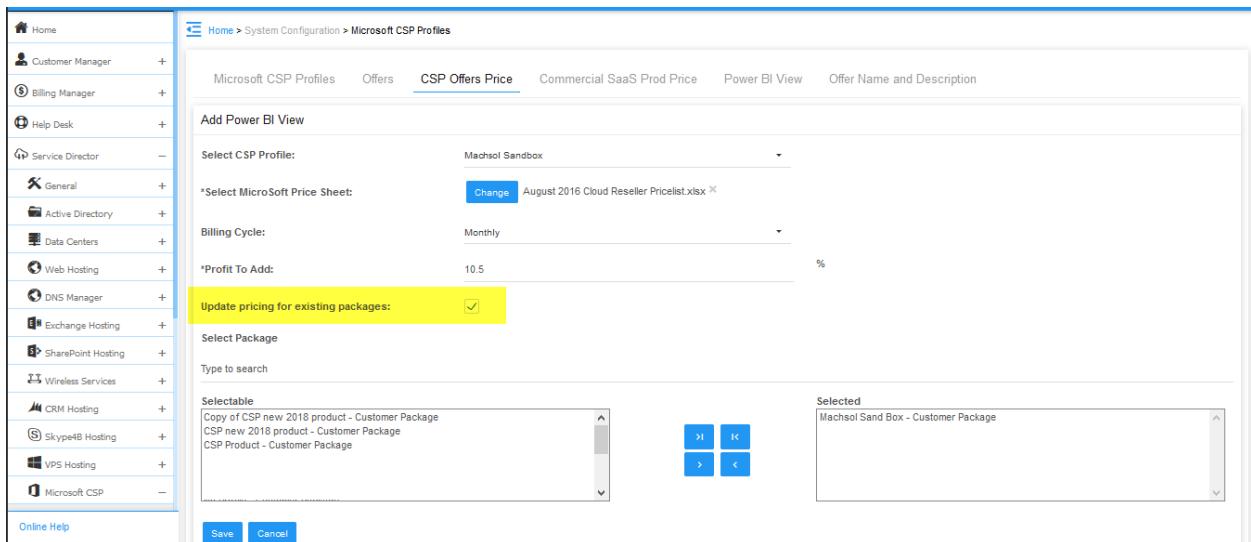 Home
Customer Manager +
Billing Manager +
Help Desk +
Service Director –
General +
Active Directory +
Data Centers +
Web Hosting +
DNS Manager +
Exchange Hosting +
SharePoint Hosting +
Wireless Services +
CRM Hosting +
Skype4B Hosting +
VPS Hosting +
Microsoft CSP –
Online Help
Home > System Configuration > Microsoft CSP Profiles
Microsoft CSP Profiles Offers CSP Offers Price Commercial SaaS Prod Price Power BI View Offer Name and Description
Add Power BI View
Select CSP Profile: Machsol Sandbox
*Select MicroSoft Price Sheet: Change August 2016 Cloud Reseller Pricelist.xlsx ×
Billing Cycle: Monthly
*Profit To Add: 10.5 %
Update pricing for existing packages:
Select Package
Type to search
Selectable Selected
Copy of CSP new 2018 product - Customer Package Machsol Sand Box - Customer Package
CSP new 2018 product - Customer Package
CSP Product - Customer Package
Save Cancel